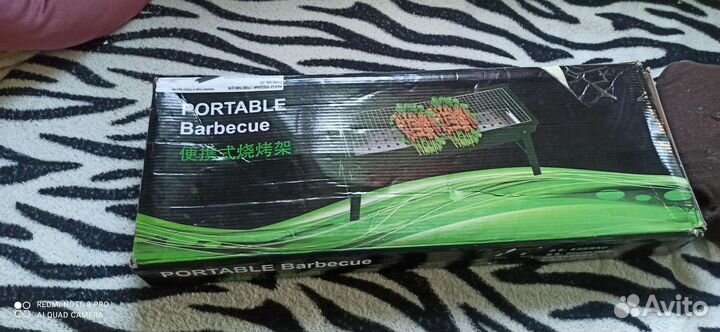 PORTABLE
Barbecue
便携式烧烤架
PORTABLE Barbecue
REDMI NOTE 8 PRO
AI QUAD CAMERA
Avito